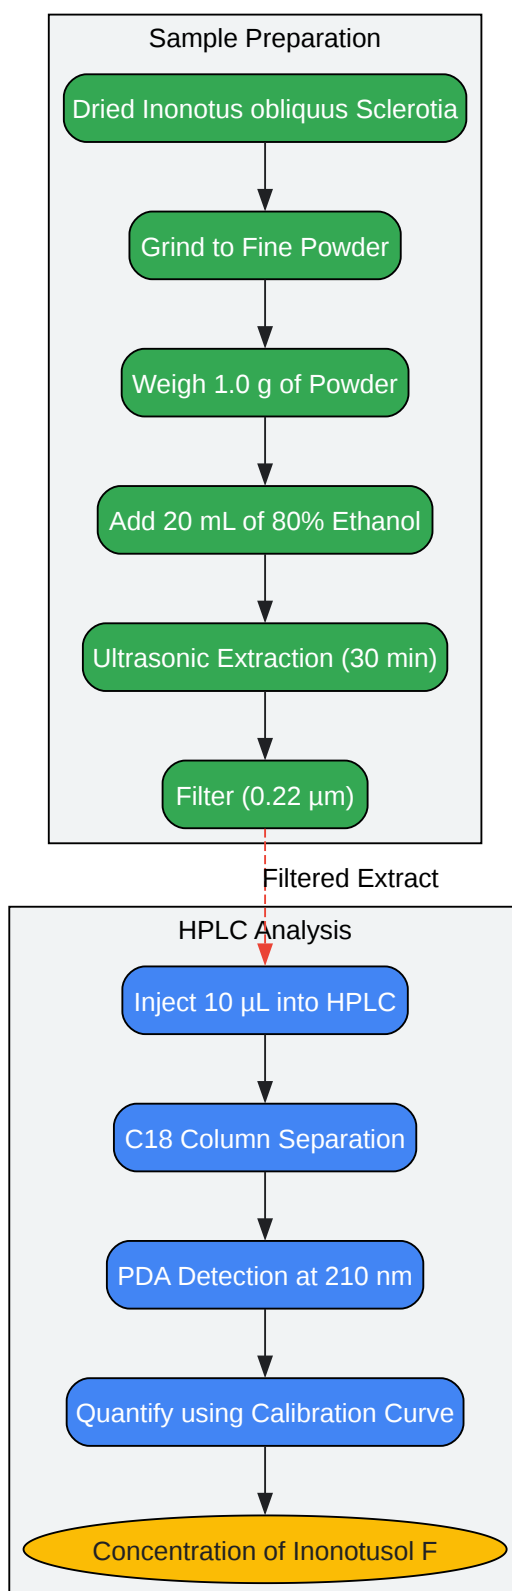 Sample Preparation
Dried Inonotus obliquus Sclerotia
Grind to Fine Powder
Weigh 1.0 g of Powder
Add 20 mL of 80% Ethanol
Ultrasonic Extraction (30 min)
Filter (0.22 µm)
Filtered Extract
HPLC Analysis
Inject 10 µL into HPLC
C18 Column Separation
PDA Detection at 210 nm
Quantify using Calibration Curve
Concentration of Inonotusol F